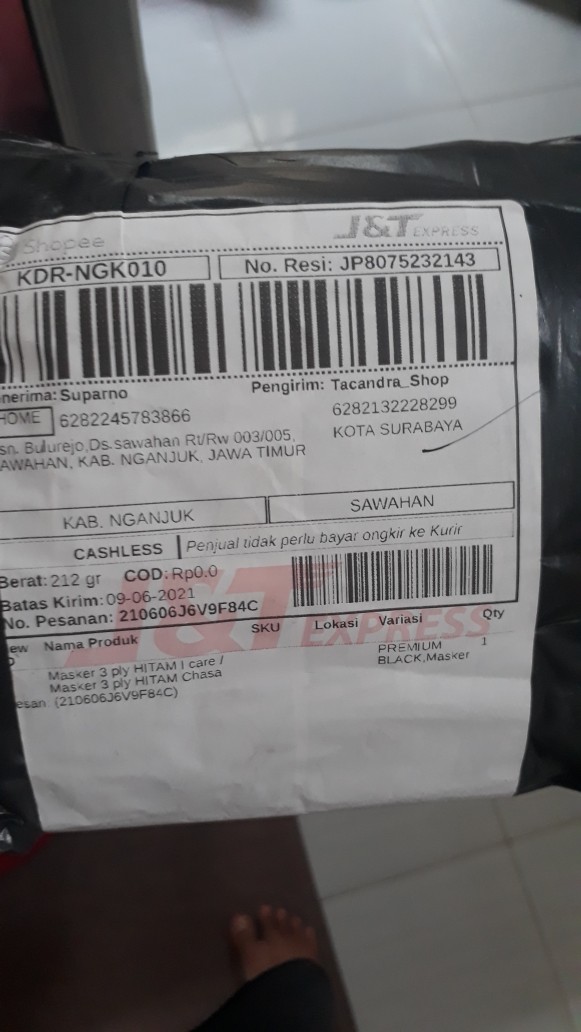 Shopee
J&T EXPRESS
KDR-NGK010
No. Resi: JP8075232143
nerima: Suparno
Pengirim: Tacandra_Shop
HOME 6282245783866
6282132228299
sn. Bulurejo,Ds.sawahan Rt/Rw 003/005,
KOTA SURABAYA
AWAHAN, KAB. NGANJUK, JAWA TIMUR
KAB. NGANJUK
SAWAHAN
CASHLESS Penjual tidak perlu bayar ongkir ke Kurir
Berat: 212 gr COD: Rp0.0
Batas Kirim: 09-06-2021
No. Pesanan: 210606J6V9F84C
J&T EXPRESS
Nama Produk SKU Lokasi Variasi Qty
Masker 3 ply HITAM I care /
Masker 3 ply HITAM Chasa
PREMIUM
BLACK,Masker
1
esan: (210606J6V9F84C)